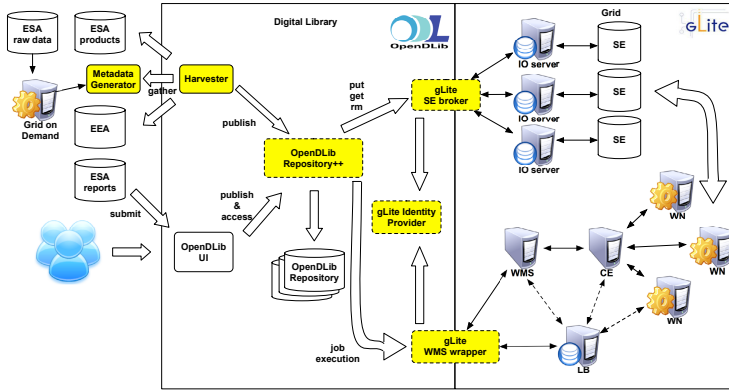 Digital Library
Grid
OpenDLib
gLite
ESA
raw data
ESA
products
Metadata
Generator
Harvester
gather
Grid on
Demand
EEA
ESA
reports
submit
publish
put
get
rm
gLite
SE broker
IO server
SE
IO server
SE
IO server
SE
OpenDLib
Repository++
publish
&
access
gLite Identity
Provider
OpenDLib
UI
OpenDLib
Repository
job
execution
gLite
WMS wrapper
WMS
CE
WN
WN
WN
LB